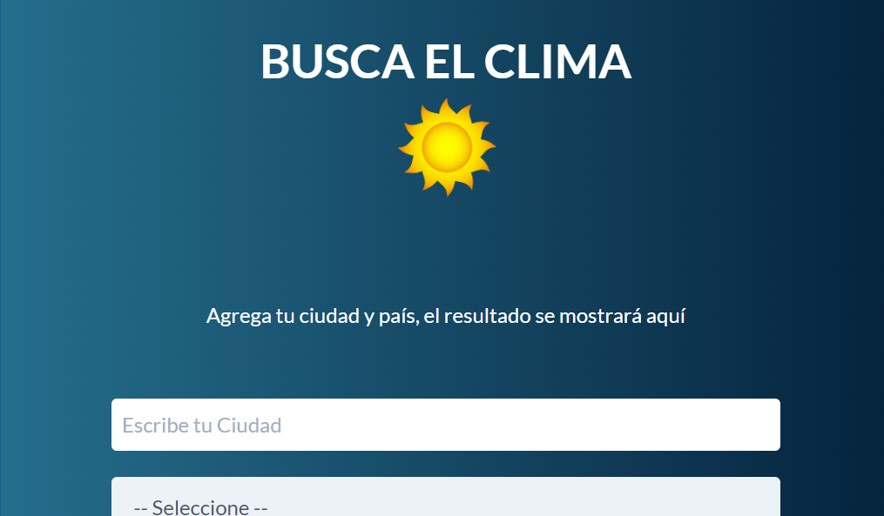 BUSCA EL CLIMA
Agrega tu ciudad y país, el resultado se mostrará aquí
Escribe tu Ciudad
-- Seleccione --